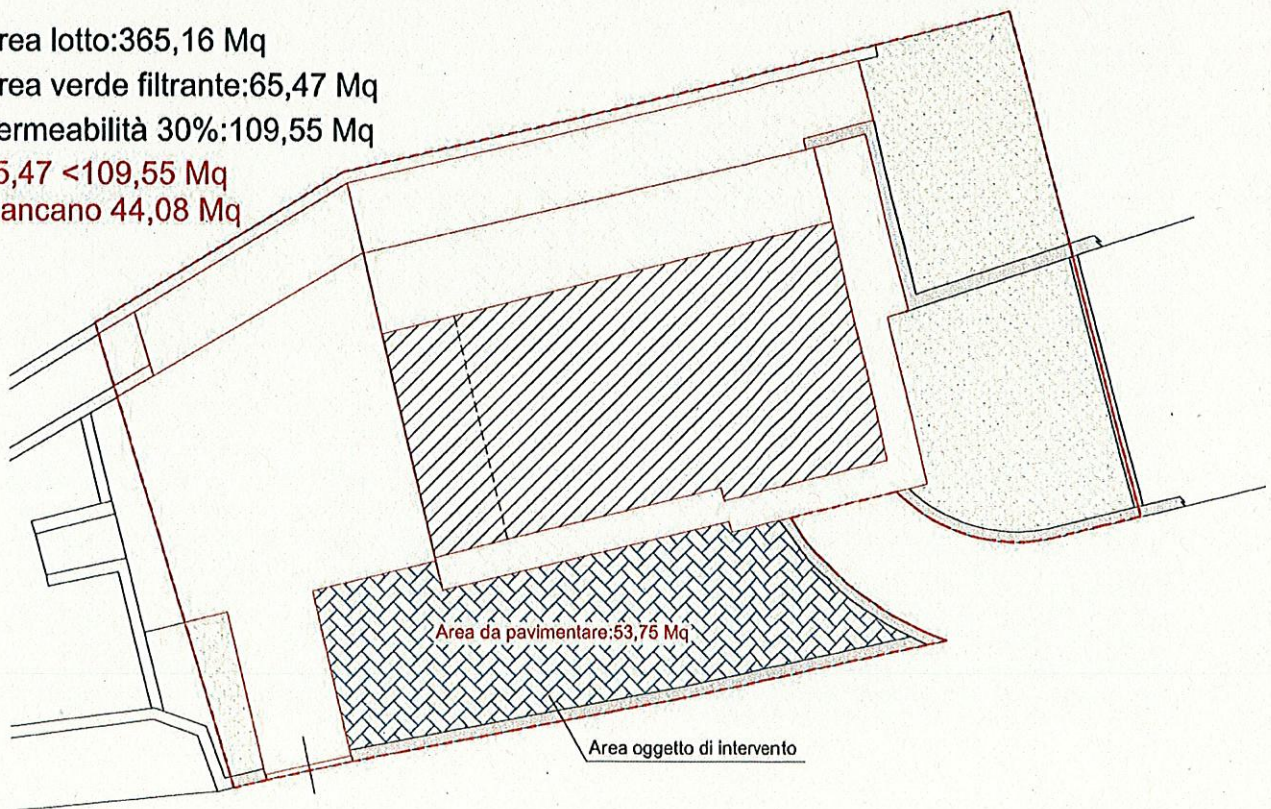 rea lotto:365,16 Mq
rea verde filtrante:65,47 Mq
ermeabilità 30%:109,55 Mq
5,47 <109,55 Mq
ancano 44,08 Mq
Area da pavimentare:53,75 Mq
Area oggetto di intervento